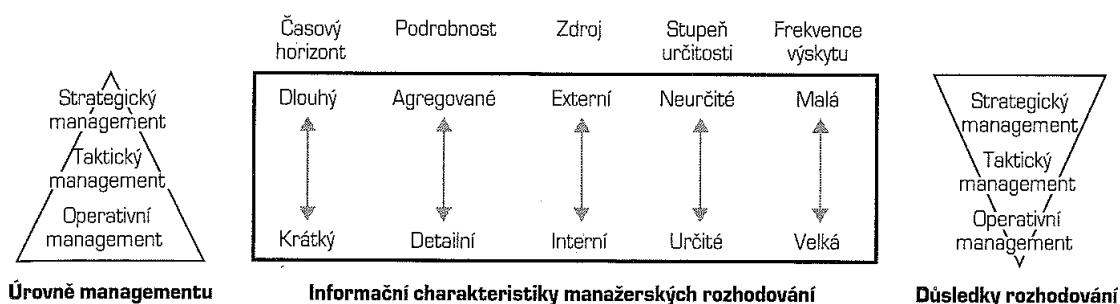 Časový horizont
Podrobnost
Zdroj
Stupeň určitosti
Frekvence výskytu
Strategický
management
Taktický
management
Operativní
management
Dlouhý
Agregované
Externí
Neurčité
Malá
Krátký
Detailní
Interní
Určité
Velká
Strategický
management
Taktický
management
Operativní
management
Úrovně managementu
Informační charakteristiky manažerských rozhodování
Důsledky rozhodování